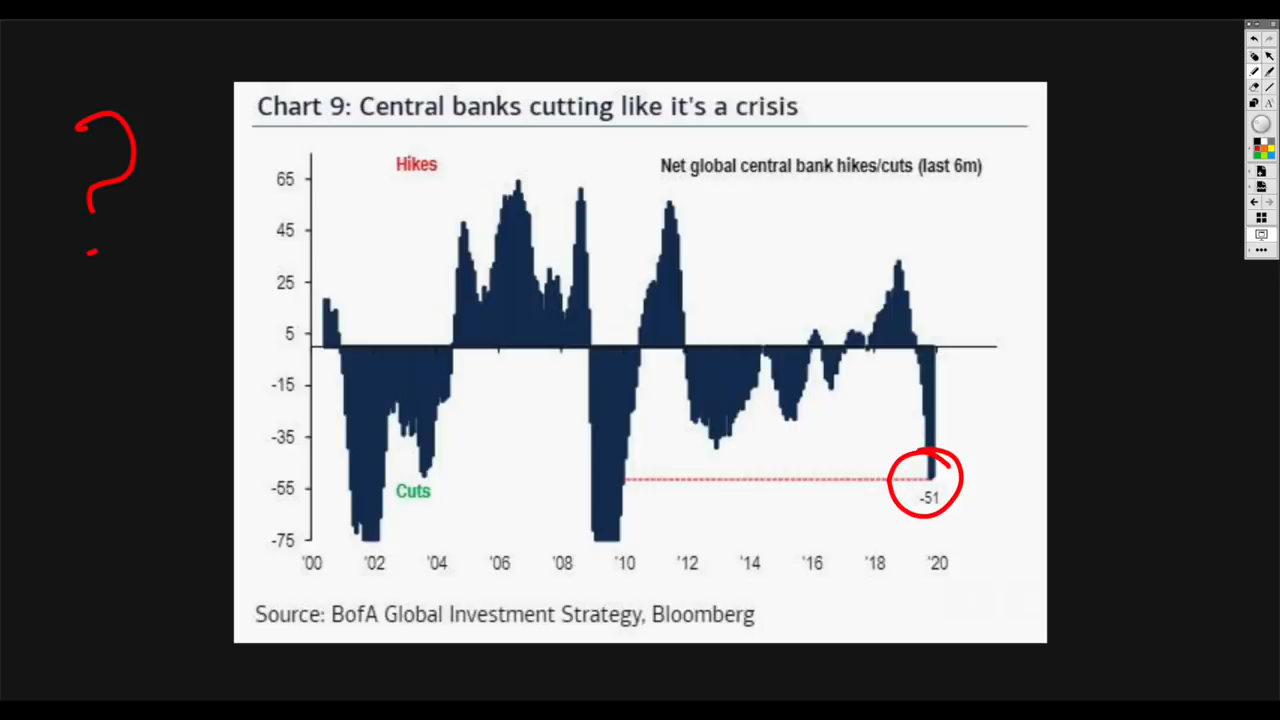 ?
Chart 9: Central banks cutting like it's a crisis
Hikes
Net global central bank hikes/cuts (last 6m)
65
45
25
5
-15
-35
-55
-75
Cuts
-51
'00 '02 '04 '06 '08 '10 '12 '14 '16 '18 '20
Source: BofA Global Investment Strategy, Bloomberg